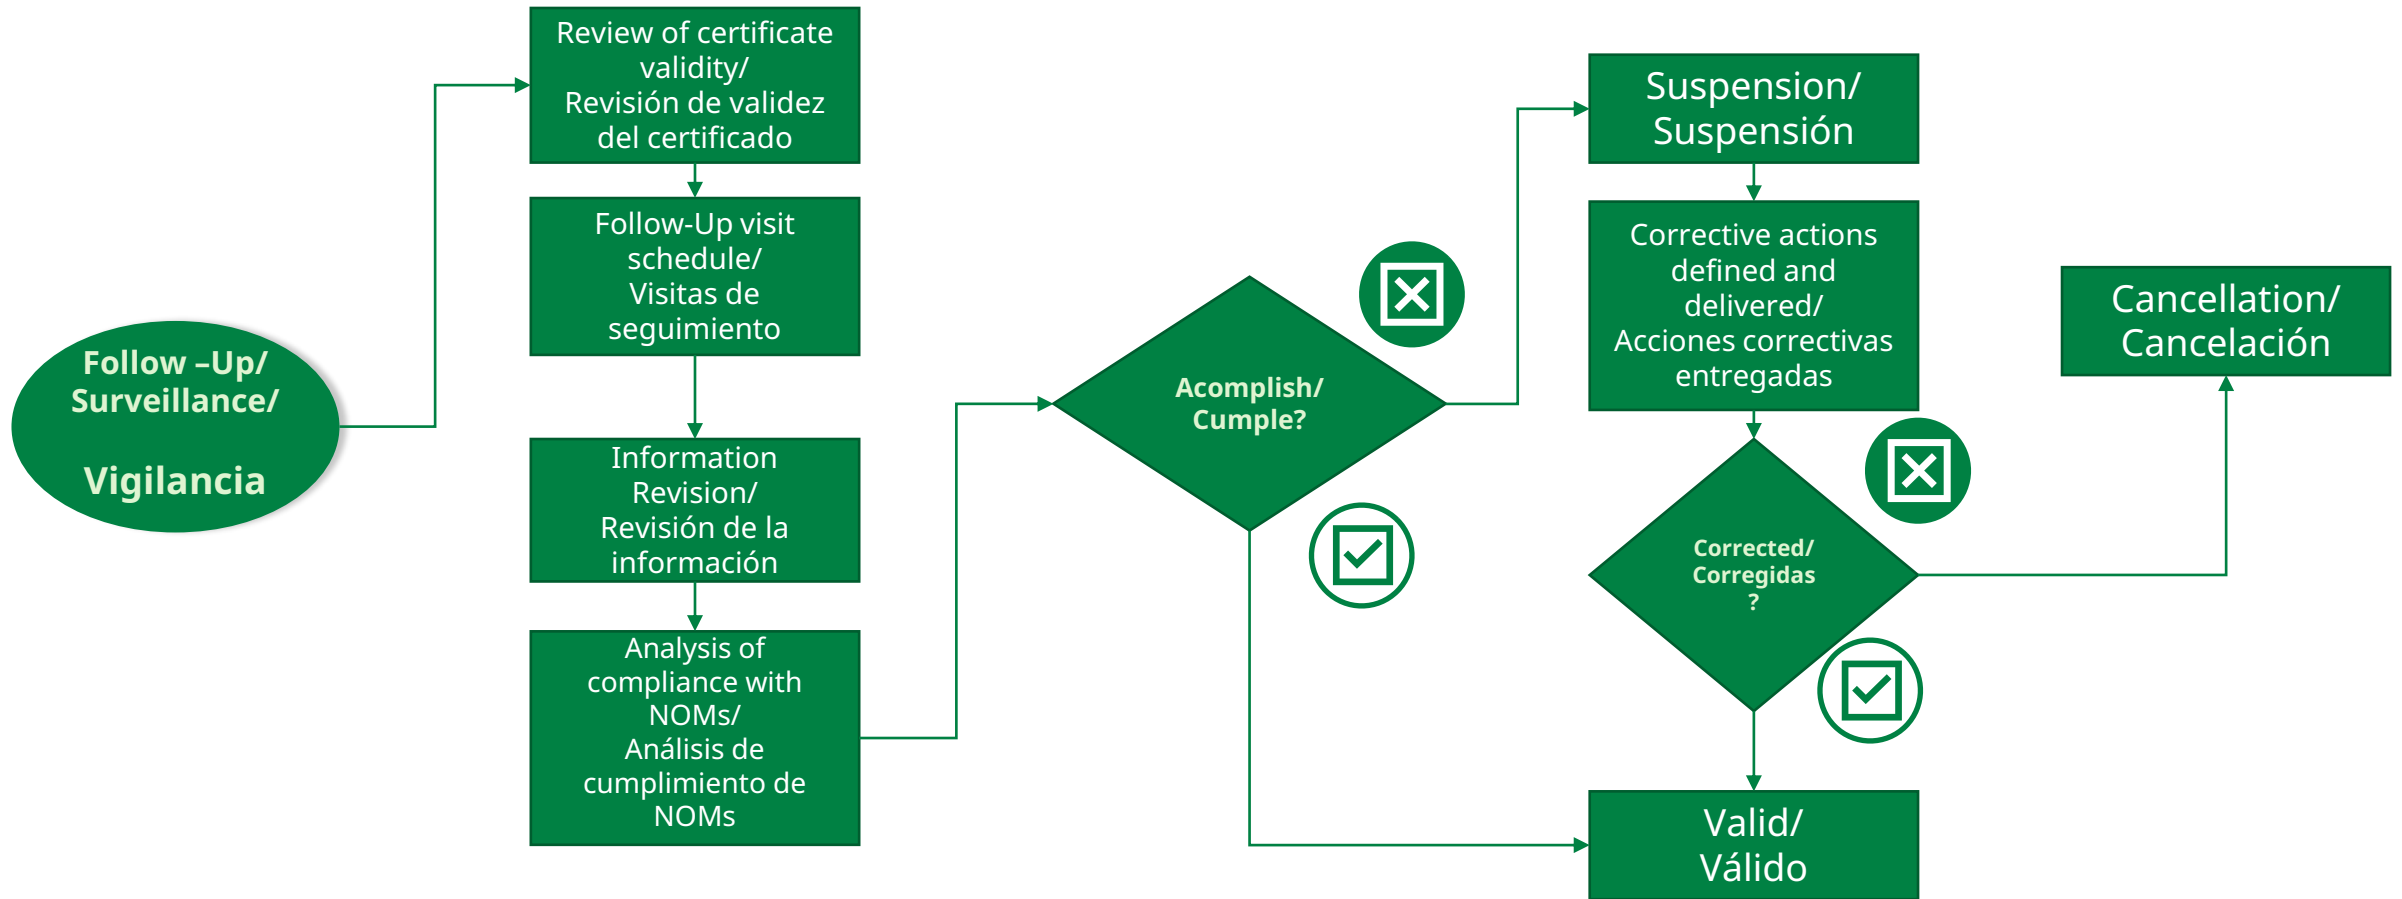 Follow –Up/
Surveillance/
Vigilancia
Review of certificate
validity/
Revisión de validez
del certificado
Follow-Up visit
schedule/
Visitas de
seguimiento
Information
Revision/
Revisión de la
información
Analysis of
compliance with
NOMs/
Análisis de
cumplimiento de
NOMs
Acomplish/
Cumple?
Suspension/
Suspensión
Corrective actions
defined and
delivered/
Acciones correctivas
entregadas
Corrected/
Corregidas
?
Valid/
Válido
Cancellation/
Cancelación